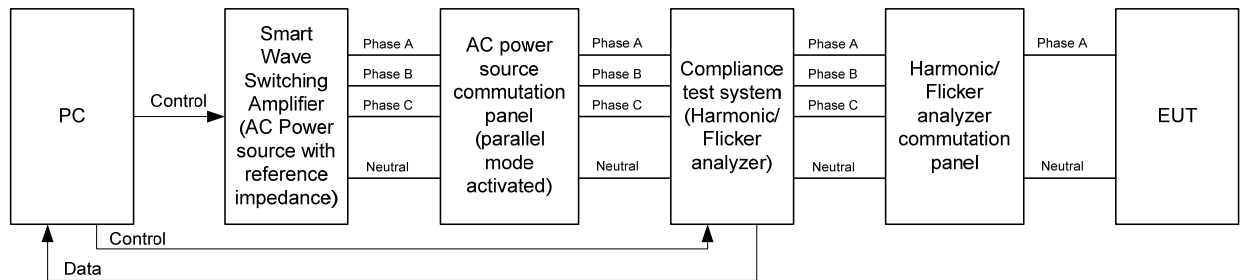 PC
Control
Smart
Wave
Switching
Amplifier
(AC Power
source with
reference
impedance)
Phase A
Phase B
Phase C
Neutral
AC power
source
commutation
panel
(parallel
mode
activated)
Phase A
Phase B
Phase C
Neutral
Compliance
test system
(Harmonic/
Flicker
analyzer)
Phase A
Phase B
Phase C
Neutral
Harmonic/
Flicker
analyzer
commutation
panel
Phase A
Neutral
EUT
Control
Data